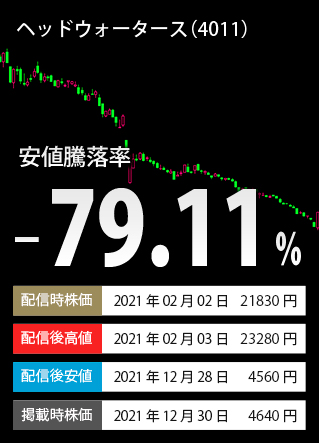 ヘッドウォータース（4011）
安値騰落率
-79.11%
配信時株価 2021年02月02日 21830円
配信後高値 2021年02月03日 23280円
配信後安値 2021年12月28日 4560円
掲載時株価 2021年12月30日 4640円